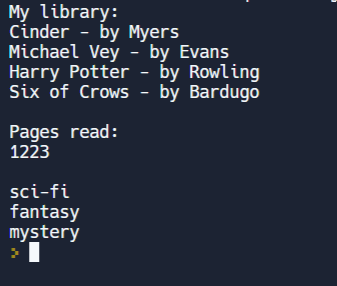 My library:
Cinder - by Myers
Michael Vey - by Evans
Harry Potter - by Rowling
Six of Crows - by Bardugo
Pages read:
1223
sci-fi
fantasy
mystery
>